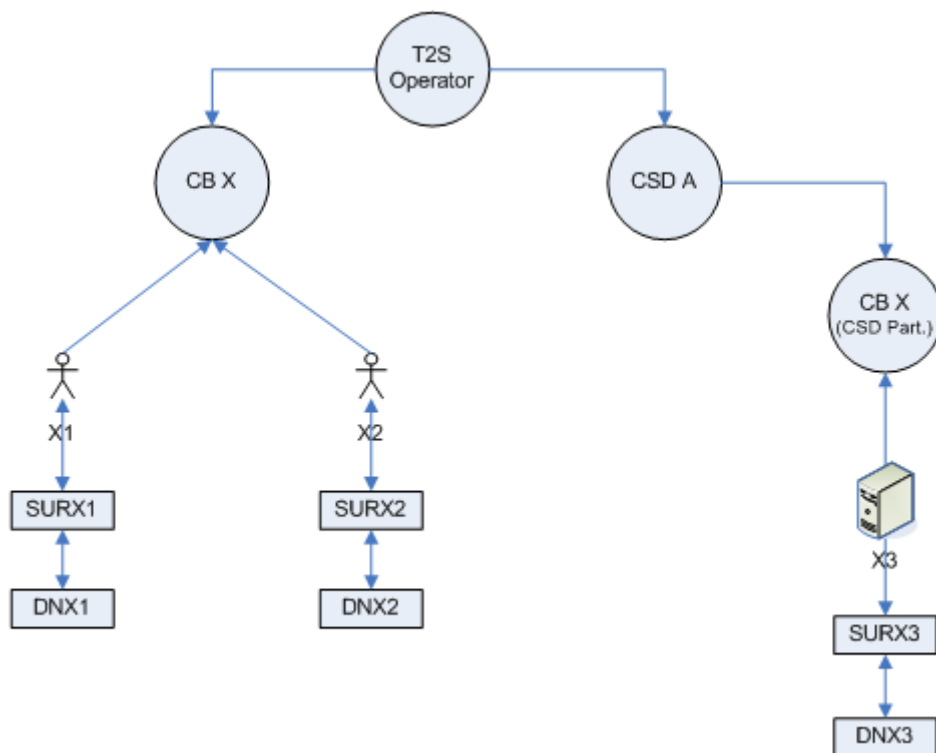 T2S
Operator
CB X
CSD A
CB X
(CSD Part.)
X1
X2
X3
SURX1
SURX2
SURX3
DNX1
DNX2
DNX3